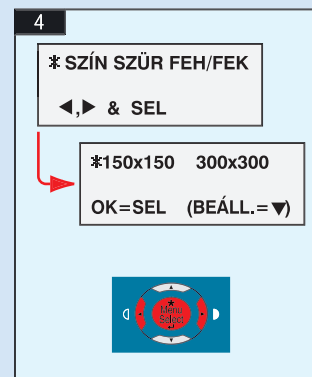 4
* SZÍN SZÜR FEH/FEK
◀,▶ & SEL
*150x150 300x300
OK=SEL (BEÁLL.=▼)
Menu
Select